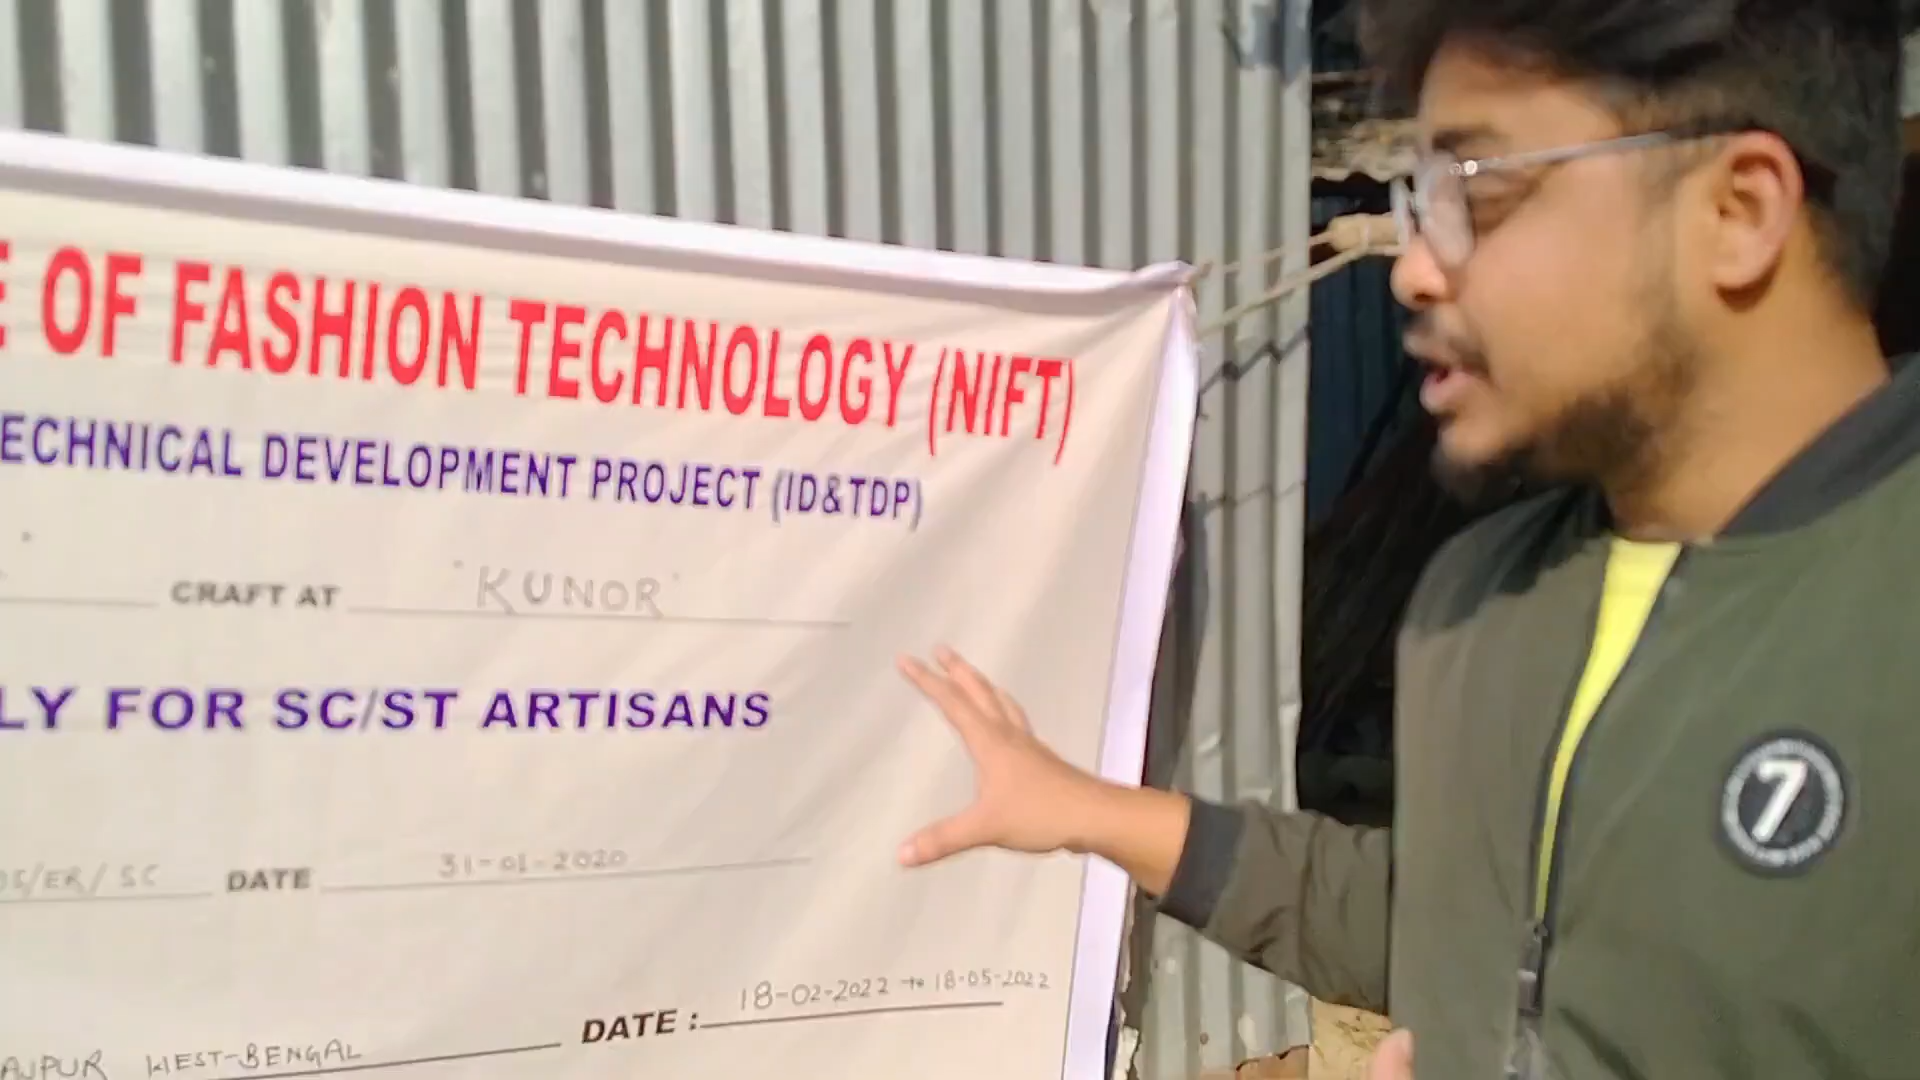 E OF FASHION TECHNOLOGY (NIFT)
ECHNICAL DEVELOPMENT PROJECT (ID&TDP)
CRAFT AT "KUNOR"
LY FOR SC/ST ARTISANS
/ER/SC DATE 31-01-2020
DATE : 18-02-2022 to 18-05-2022
AJPUR WEST-BENGAL
7